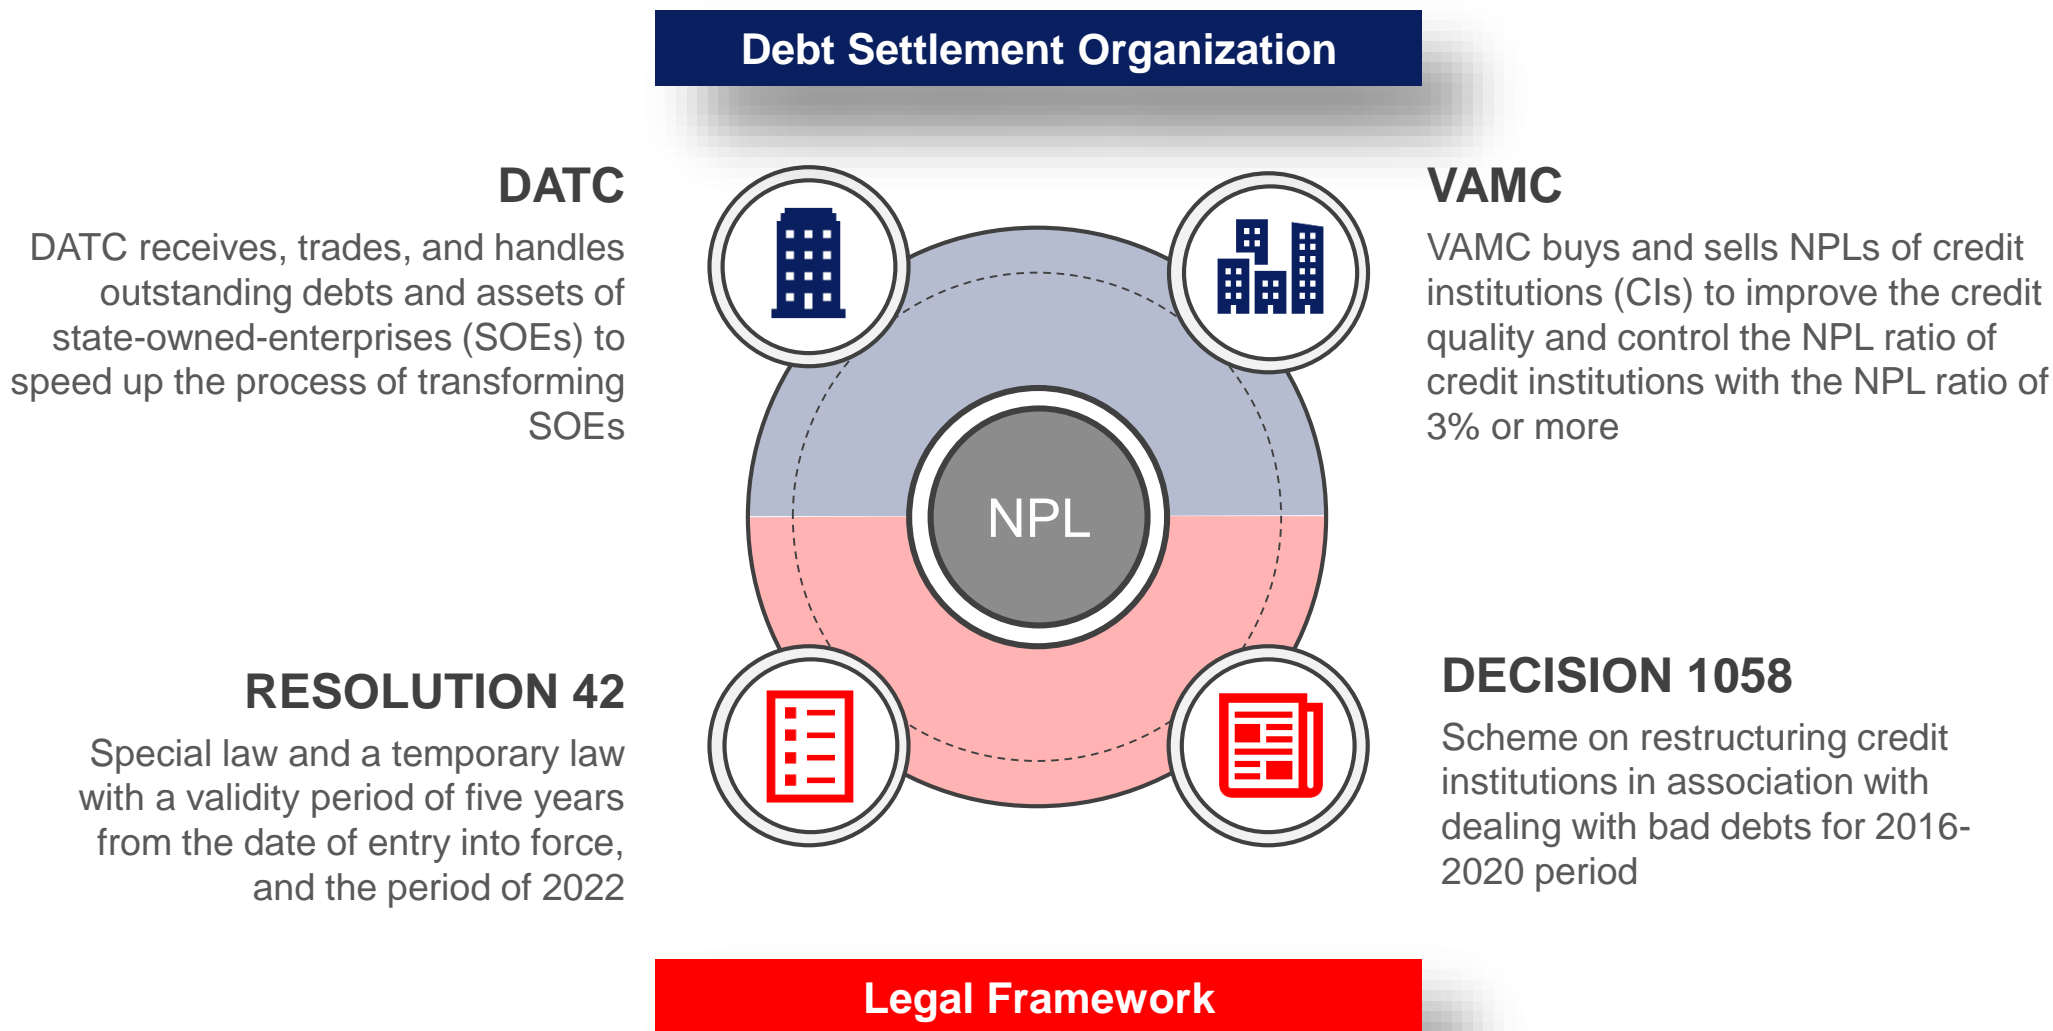 Debt Settlement Organization
DATC
DATC receives, trades, and handles
outstanding debts and assets of
state-owned-enterprises (SOEs) to
speed up the process of transforming
SOEs
VAMC
VAMC buys and sells NPLs of credit
institutions (CIs) to improve the credit
quality and control the NPL ratio of
credit institutions with the NPL ratio of
3% or more
NPL
RESOLUTION 42
Special law and a temporary law
with a validity period of five years
from the date of entry into force,
and the period of 2022
DECISION 1058
Scheme on restructuring credit
institutions in association with
dealing with bad debts for 2016-
2020 period
Legal Framework